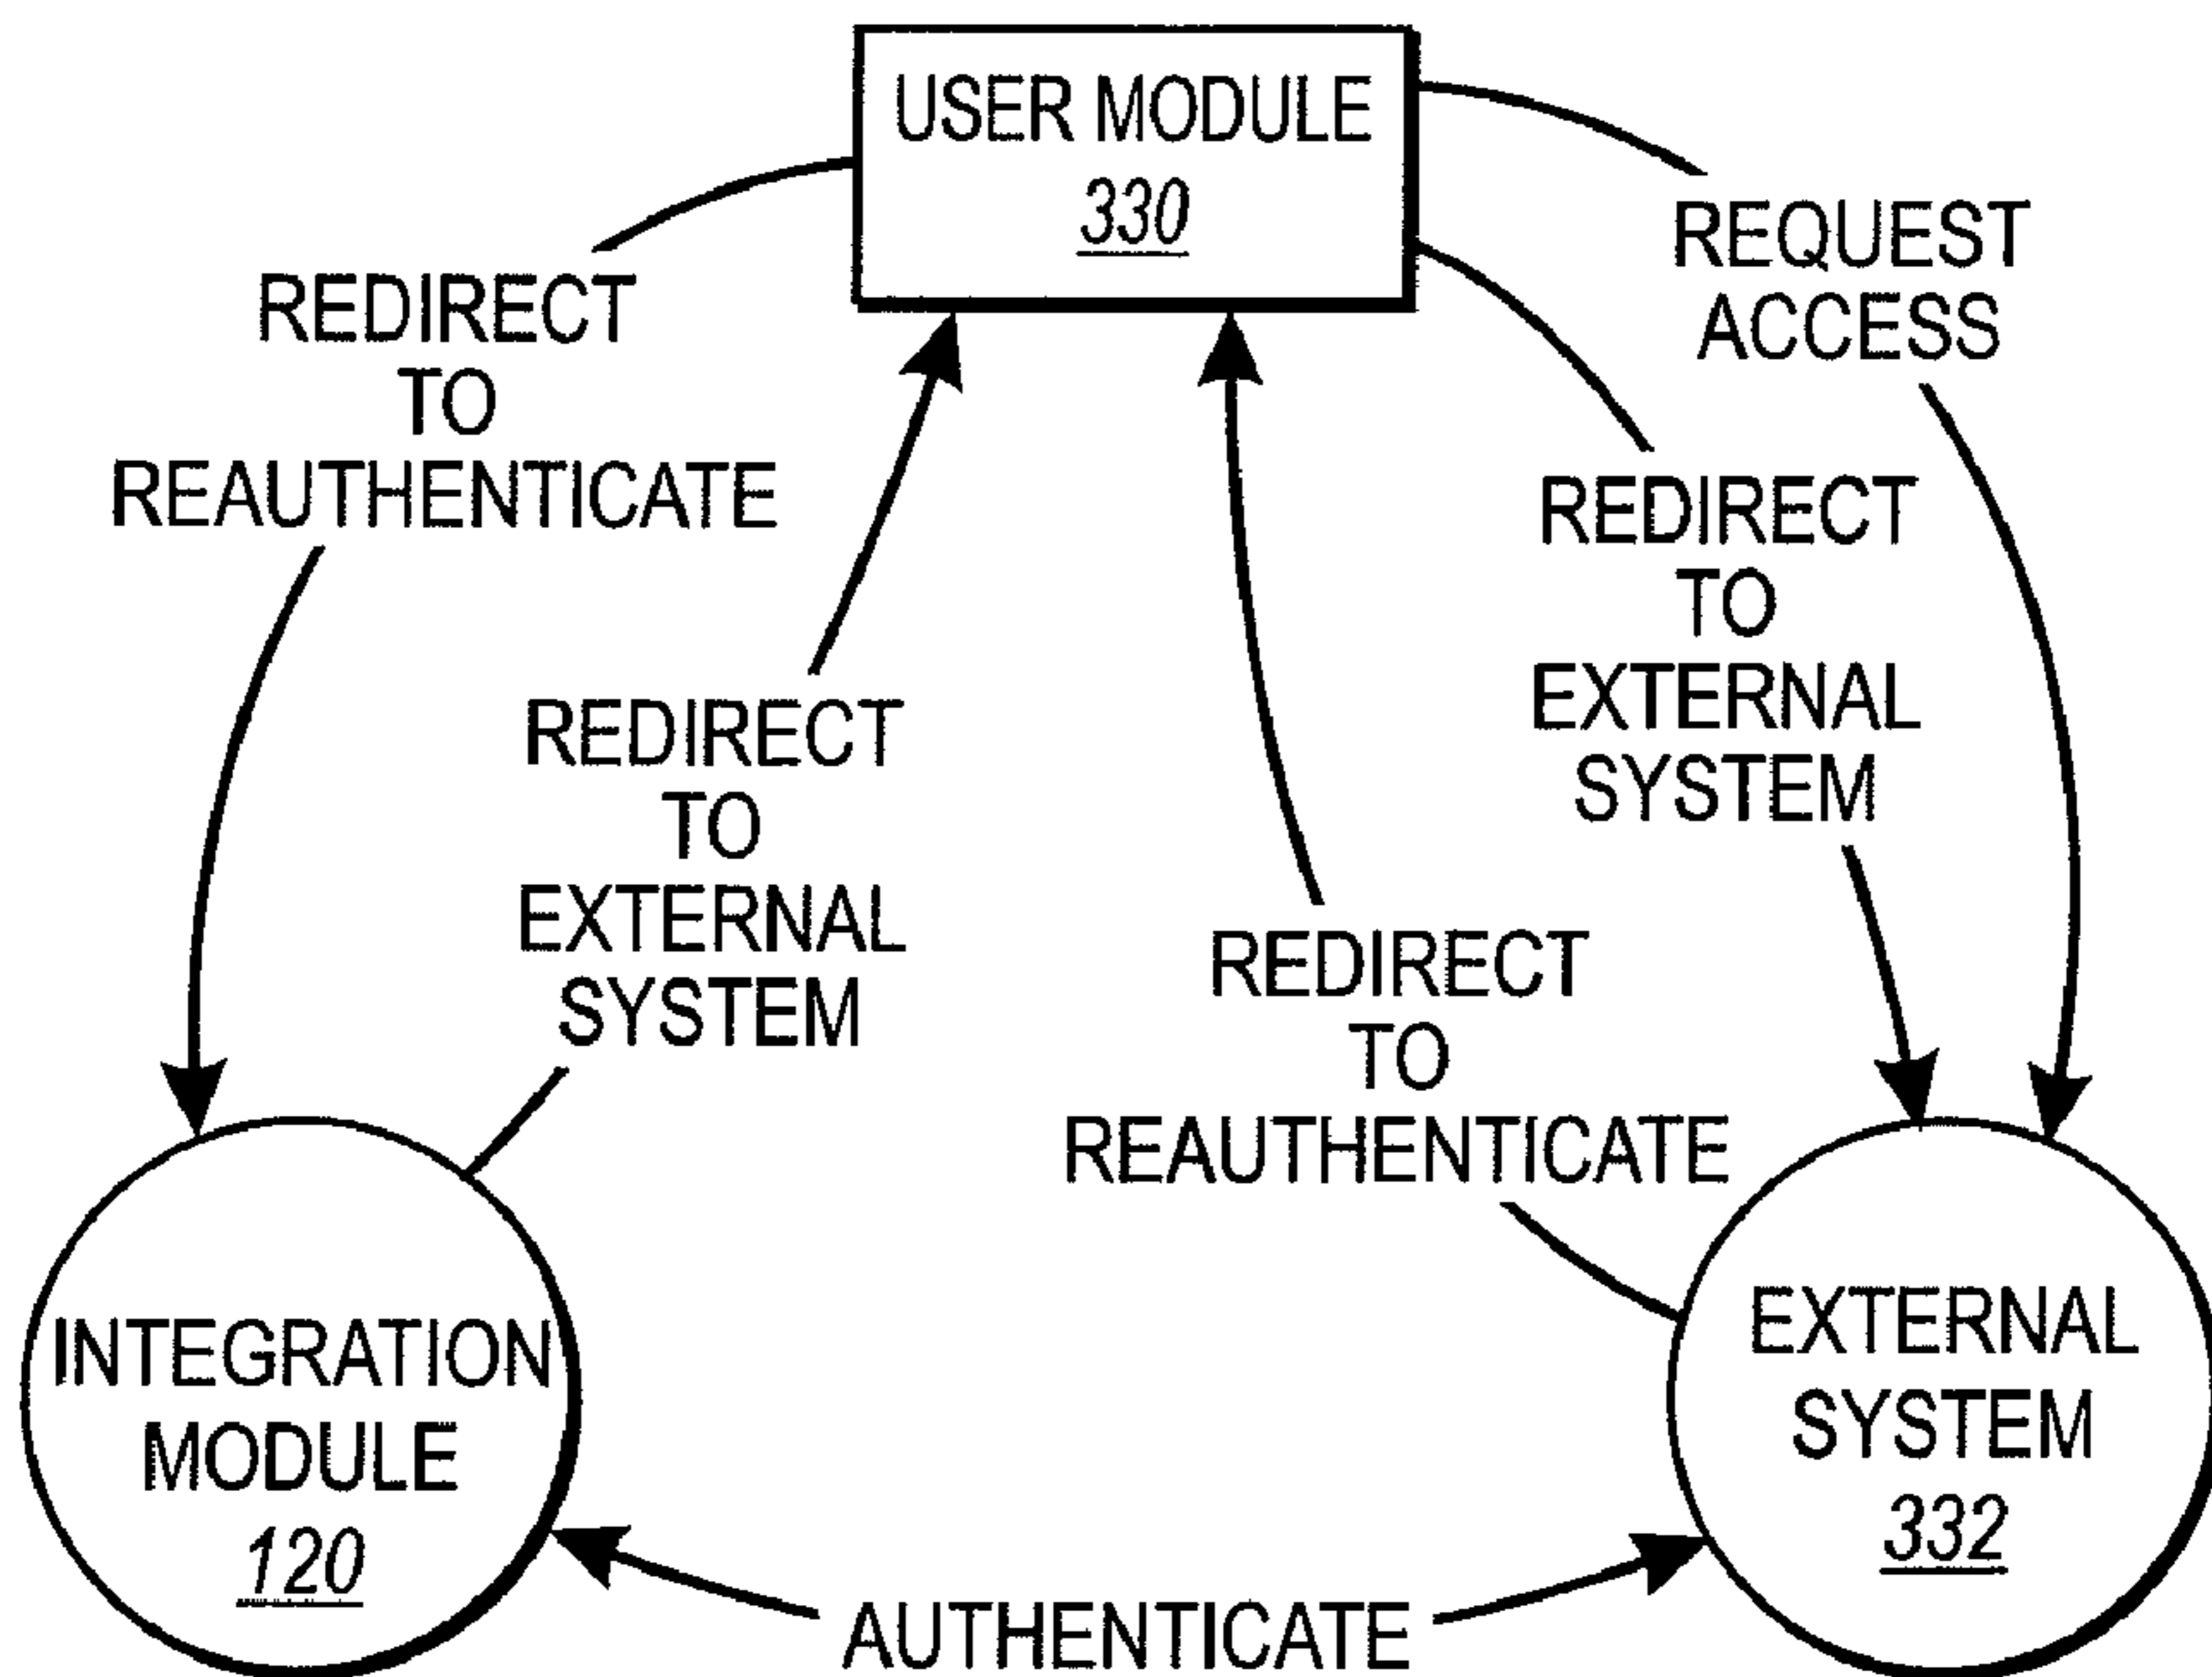 USER MODULE
330
REQUEST
ACCESS
REDIRECT
TO
REAUTHENTICATE
REDIRECT
TO
EXTERNAL
SYSTEM
REDIRECT
TO
EXTERNAL
SYSTEM
REDIRECT
TO
REAUTHENTICATE
INTEGRATION
MODULE
120
EXTERNAL
SYSTEM
332
AUTHENTICATE